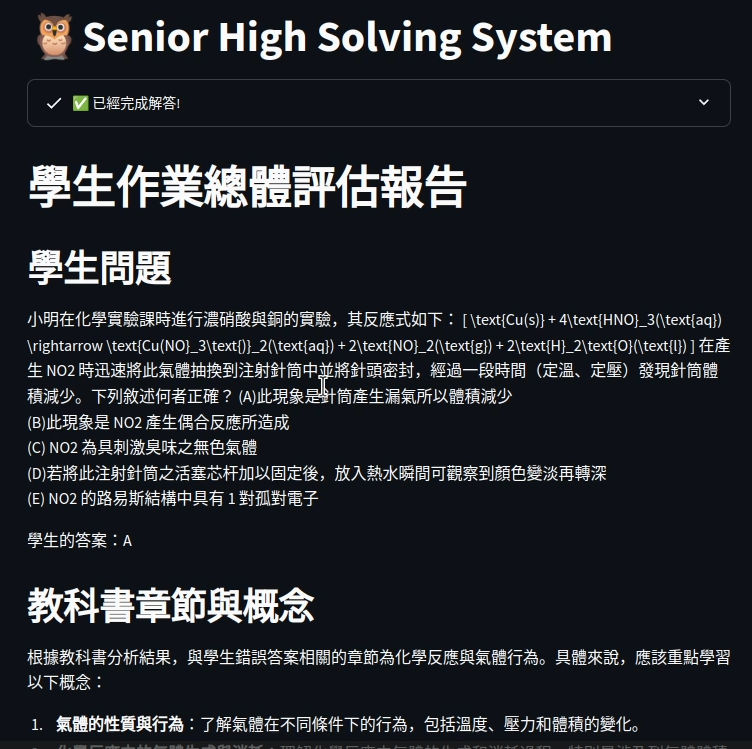 🦉 Senior High Solving System
✅ 已經完成解答!
學生作業總體評估報告
學生問題
小明在化學實驗課時進行濃硝酸與銅的實驗，其反應式如下： [ \text{Cu(s)} + 4\text{HNO}_3(\text{aq})
\rightarrow \text{Cu(NO}_3\text{)}_2(\text{aq}) + 2\text{NO}_2(\text{g}) + 2\text{H}_2\text{O}(\text{l}) ] 在產
生 NO2 時迅速將此氣體抽換到注射針筒中並將針頭密封，經過一段時間（定溫、定壓）發現針筒體
積減少。下列敘述何者正確？ (A)此現象是針筒產生漏氣所以體積減少
(B)此現象是 NO2 產生偶合反應所造成
(C) NO2 為具刺激臭味之無色氣體
(D)若將此注射針筒之活塞芯杆加以固定後，放入熱水瞬間可觀察到顏色變淡再轉深
(E) NO2 的路易斯結構中具有 1 對孤對電子
學生的答案：A
教科書章節與概念
根據教科書分析結果，與學生錯誤答案相關的章節為化學反應與氣體行為。具體來說，應該重點學習
以下概念：
1. 氣體的性質與行為：了解氣體在不同條件下的行為，包括溫度、壓力和體積的變化。